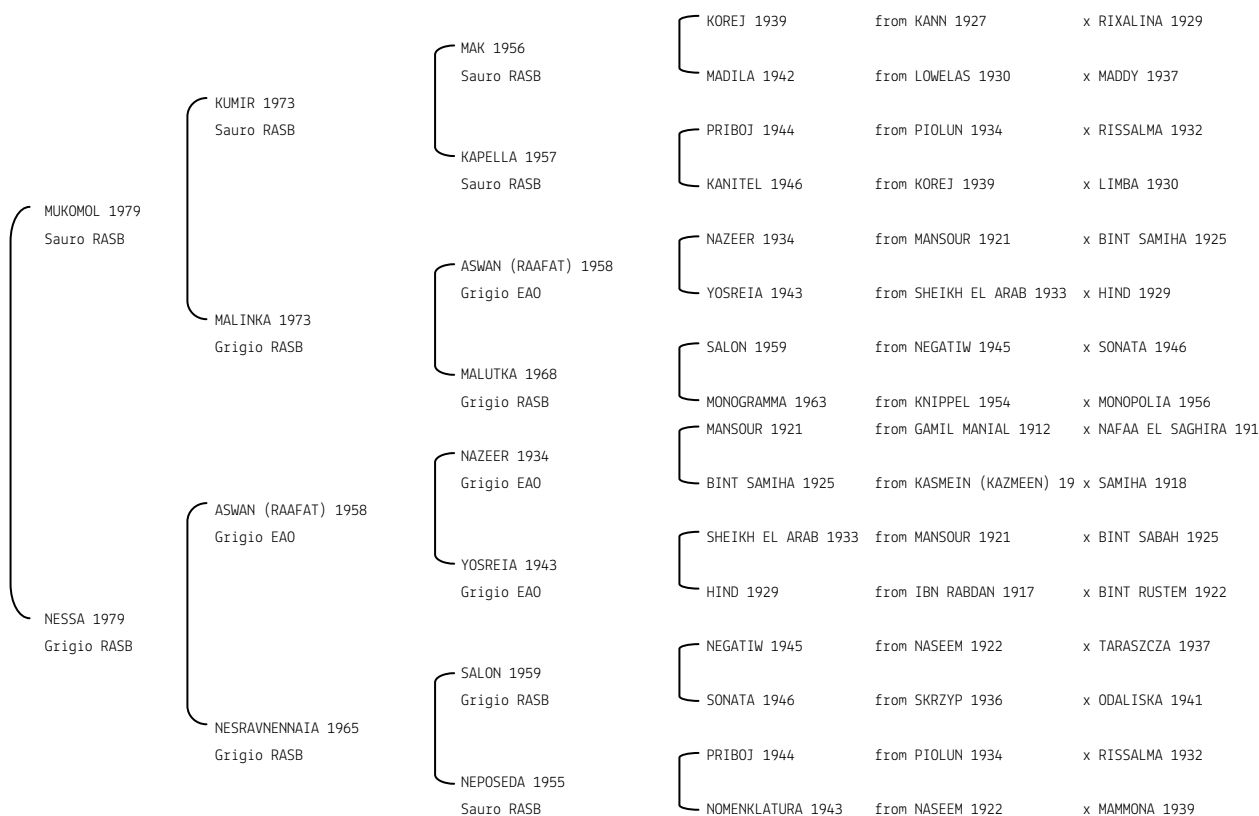 KOREJ 1939 from KANN 1927 x RIXALINA 1929
MAK 1956
Sauro RASB MADILA 1942 from LOWELAS 1930 x MADDY 1937
KUMIR 1973
Sauro RASB PRIBOJ 1944 from PIOLUN 1934 x RISSALMA 1932
KAPELLA 1957
Sauro RASB KANITEL 1946 from KOREJ 1939 x LIMBA 1930
MUKOMOL 1979
Sauro RASB NAZEER 1934 from MANSOUR 1921 x BINT SAMIHA 1925
ASWAN (RAAFAT) 1958
Grigio EAO YOSREIA 1943 from SHEIKH EL ARAB 1933 x HIND 1929
MALINKA 1973
Grigio RASB SALON 1959 from NEGATIW 1945 x SONATA 1946
MALUTKA 1968
Grigio RASB MONOGRAMMA 1963 from KNIPPEL 1954 x MONOPOLIA 1956
MANSOUR 1921 from GAMIL MANIAL 1912 x NAFAA EL SAGHIRA 191
NAZEER 1934
Grigio EAO BINT SAMIHA 1925 from KASMEIN (KAZMEEN) 19 x SAMIHA 1918
ASWAN (RAAFAT) 1958
Grigio EAO SHEIKH EL ARAB 1933 from MANSOUR 1921 x BINT SABAH 1925
YOSREIA 1943
Grigio EAO HIND 1929 from IBN RABDAN 1917 x BINT RUSTEM 1922
NESSA 1979
Grigio RASB NEGATIW 1945 from NASEEM 1922 x TARASZCZA 1937
SALON 1959
Grigio RASB SONATA 1946 from SKRZYP 1936 x ODALISKA 1941
NESRAVNENNAIA 1965
Grigio RASB PRIBOJ 1944 from PIOLUN 1934 x RISSALMA 1932
NEPOSEDA 1955
Sauro RASB NOMENKLATURA 1943 from NASEEM 1922 x MAMMONA 1939